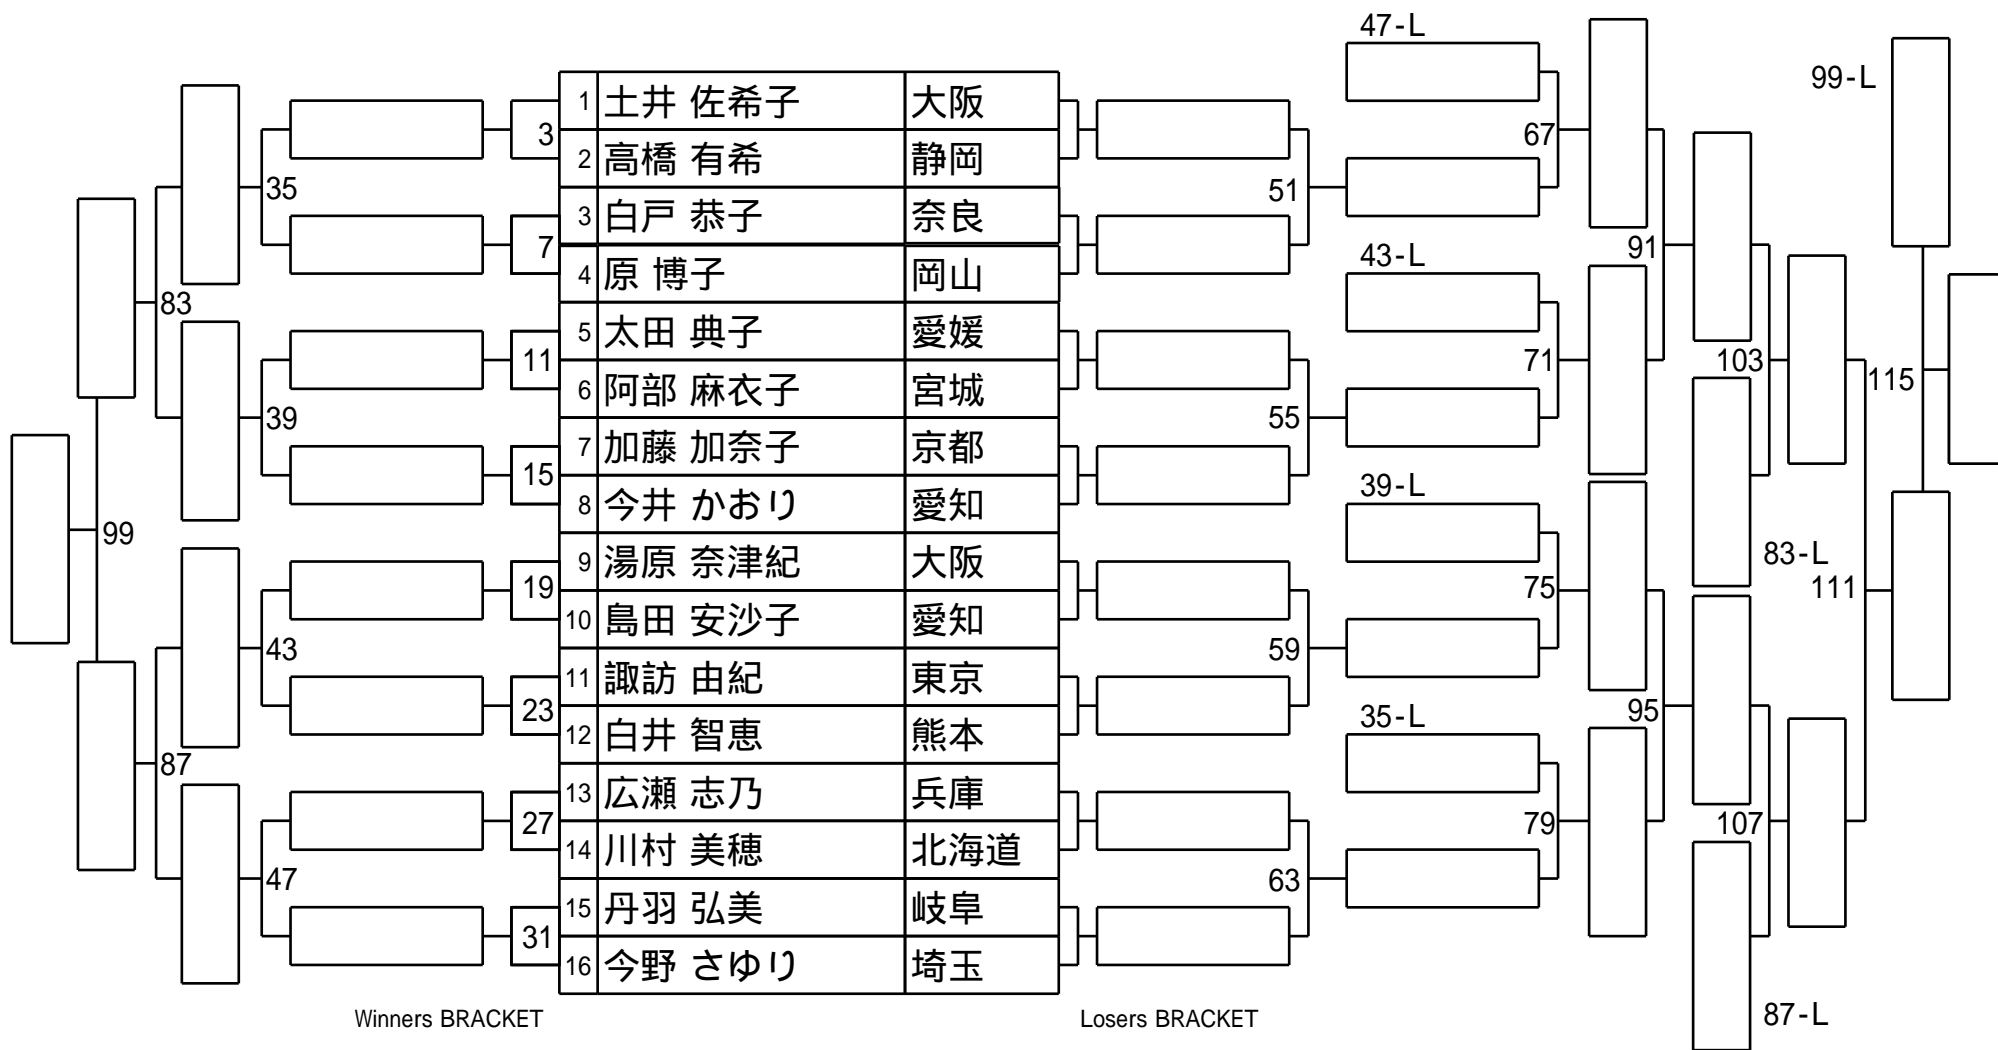 47-L
99-L
1 土井 佐希子 大阪
3
67
2 高橋 有希 静岡
35
51
3 白戸 恭子 奈良
7
91
43-L
4 原 博子 岡山
83
5 太田 典子 愛媛
11
71
103
115
6 阿部 麻衣子 宮城
39
55
7 加藤 加奈子 京都
15
39-L
8 今井 かおり 愛知
99
83-L
9 湯原 奈津紀 大阪
19
75
111
10 島田 安沙子 愛知
43
59
11 諏訪 由紀 東京
23
95
35-L
12 白井 智恵 熊本
87
13 広瀬 志乃 兵庫
27
79
107
14 川村 美穂 北海道
47
63
15 丹羽 弘美 岐阜
31
16 今野 さゆり 埼玉
Winners BRACKET
Losers BRACKET
87-L